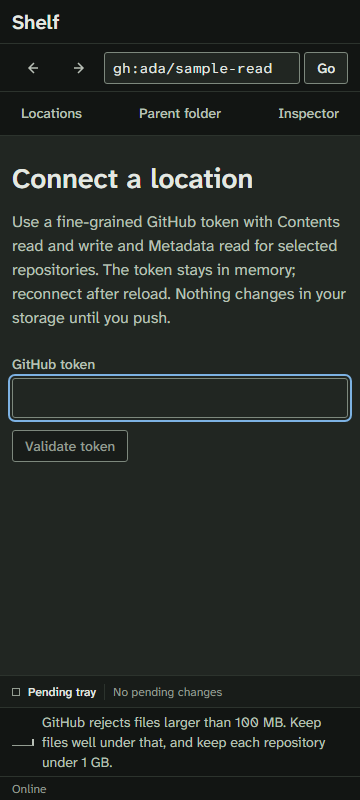 Shelf
gh:ada/sample-read
Go
Locations
Parent folder
Inspector
Connect a location
Use a fine-grained GitHub token with Contents
read and write and Metadata read for selected
repositories. The token stays in memory;
reconnect after reload. Nothing changes in your
storage until you push.
GitHub token
Validate token
Pending tray
No pending changes
GitHub rejects files larger than 100 MB. Keep
files well under that, and keep each repository
under 1 GB.
Online